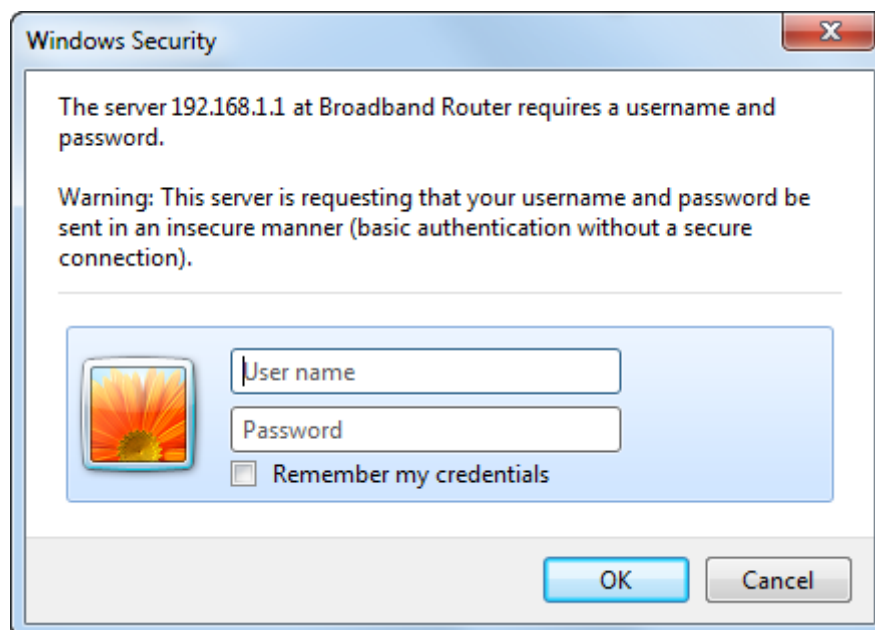 Windows Security
The server 192.168.1.1 at Broadband Router requires a username and
password.
Warning: This server is requesting that your username and password be
sent in an insecure manner (basic authentication without a secure
connection).
User name
Password
Remember my credentials
OK
Cancel